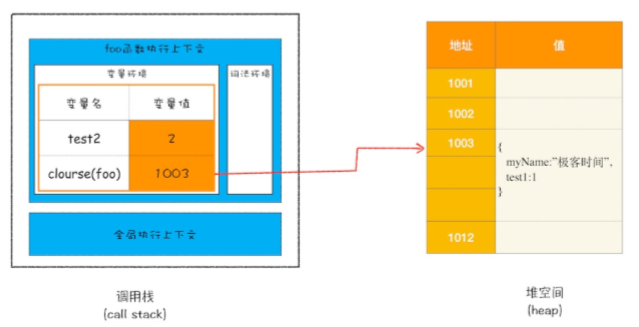 foo函数执行上下文
变量环境
词法环境
变量名 变量值
test2 2
clourse(foo) 1003
全局执行上下文
调用栈
(call stack)
地址 值
1001
1002
1003
{
myName:"极客时间",
test1:1
}
1012
堆空间
(heap)